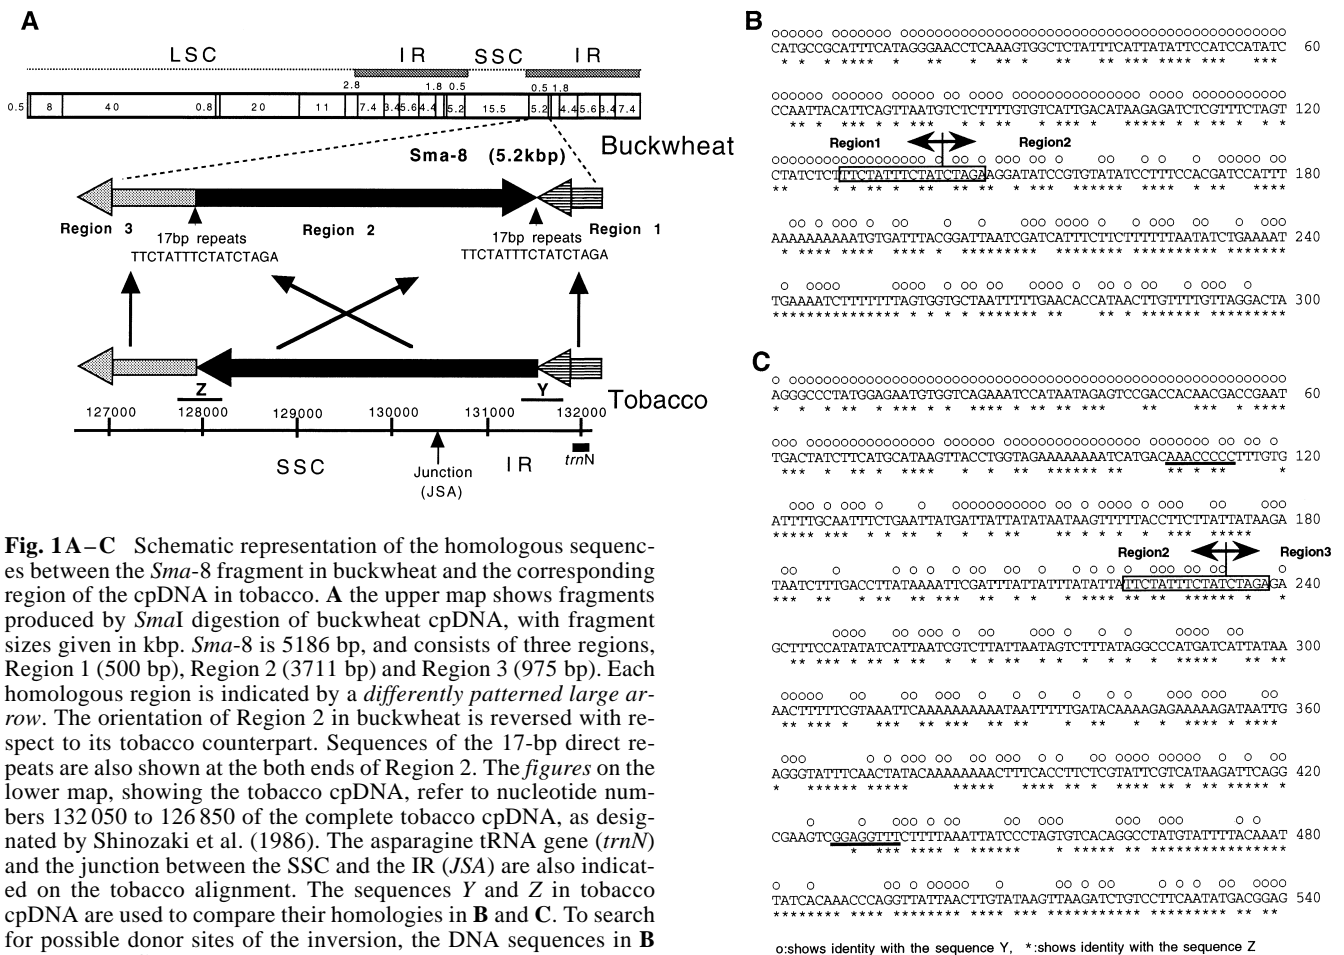 A
LSC IR SSC IR
2.8 1.8 0.5 0.5 1.8
0.5 8 40 0.8 20 11 7.4 3.4 5.6 4.4 5.2 15.5 5.2 4.4 5.6 3.4 7.4
Buckwheat
Sma-8 (5.2kbp)
Region 3 Region 2 Region 1
17bp repeats 17bp repeats
TTCTATTTCTATCTAGA TTCTATTTCTATCTAGA
Z Y
Tobacco
127000 128000 129000 130000 131000 132000
SSC IR trnN
Junction
(JSA)
Fig. 1A–C Schematic representation of the homologous sequenc-
es between the Sma-8 fragment in buckwheat and the corresponding
region of the cpDNA in tobacco. A the upper map shows fragments
produced by SmaI digestion of buckwheat cpDNA, with fragment
sizes given in kbp. Sma-8 is 5186 bp, and consists of three regions,
Region 1 (500 bp), Region 2 (3711 bp) and Region 3 (975 bp). Each
homologous region is indicated by a differently patterned large ar-
row. The orientation of Region 2 in buckwheat is reversed with re-
spect to its tobacco counterpart. Sequences of the 17-bp direct re-
peats are also shown at the both ends of Region 2. The figures on the
lower map, showing the tobacco cpDNA, refer to nucleotide num-
bers 132 050 to 126 850 of the complete tobacco cpDNA, as desig-
nated by Shinozaki et al. (1986). The asparagine tRNA gene (trnN)
and the junction between the SSC and the IR (JSA) are also indicat-
ed on the tobacco alignment. The sequences Y and Z in tobacco
cpDNA are used to compare their homologies in B and C. To search
for possible donor sites of the inversion, the DNA sequences in B
B
CATGCCGCATTTCATAGGGAACCTCAAAGTGGCTCTATTTCATTATATTCCATCCATATC 60
CCAATTACATTCAGTTAATGTCTCTTTTGTGTCATTGACATAAGAGATCTCGTTTCTAGT 120
Region1 Region2
CTATCTCTTTCTATTTCTATCTAGAAGGATATCCGTGTATATCCTTTCCACGATCCATTT 180
AAAAAAAAAATGTGATTTACGGATTAATCGATCATTTCTTCTTTTTTAATATCTGAAAAT 240
TGAAAATCTTTTTTTAGTGGTGCTAATTTTTGAACACCATAACTTGTTTTGTTAGGACTA 300
C
AGGGCCCTATGGAGAATGTGGTCAGAAATCCATAATAGAGTCCGACCACAACGACCGAAT 60
TGACTATCTTCATGCATAAGTTACCTGGTAGAAAAAAAATCATGACAAACCCCCTTTGTG 120
ATTTTGCAATTTCTGAATTATGATTATTATATAATAAGTTTTTACCTTCTTATTATAAGA 180
Region2 Region3
TAATCTTTGACCTTATAAAATTCGATTTATTATTTATATTATTCTATTTCTATCTAGAGA 240
GCTTTCCATATATCATTAATCGTCTTATTAATAGTCTTTATAGGCCCATGATCATTATAA 300
AACTTTTTCGTAAATTCAAAAAAAAAATAATTTTTGATACAAAAGAGAAAAAGATAATTG 360
AGGGTATTTCAACTATACAAAAAAAACTTTCACCTTCTCGTATTCGTCATAAGATTCAGG 420
CGAAGTCGGAGGTTTCTTTTAAATTATCCCTAGTGTCACAGGCCTATGTATTTTACAAAT 480
TATCACAAACCCAGGTTATTAACTTGTATAAGTTAAGATCTGTCCTTCAATATGACGGAG 540
o:shows identity with the sequence Y, *:shows identity with the sequence Z